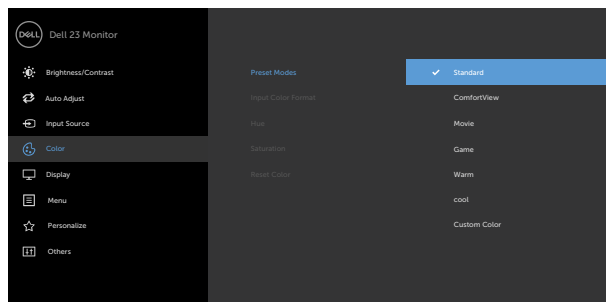 DELL Dell 23 Monitor
Brightness/Contrast
Auto Adjust
Input Source
Color
Display
Menu
Personalize
Others
Preset Modes
Input Color Format
Hue
Saturation
Reset Color
Standard
ComfortView
Movie
Game
Warm
cool
Custom Color